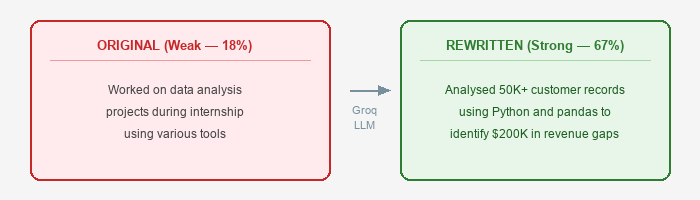 ORIGINAL (Weak — 18%)
Worked on data analysis
projects during internship
using various tools
Groq
LLM
REWRITTEN (Strong — 67%)
Analysed 50K+ customer records
using Python and pandas to
identify $200K in revenue gaps